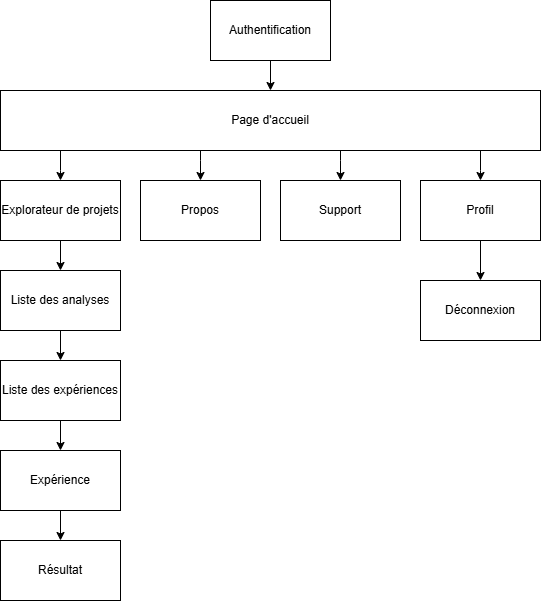 Authentification
Page d'accueil
Explorateur de projets
Propos
Support
Profil
Liste des analyses
Déconnexion
Liste des expériences
Expérience
Résultat